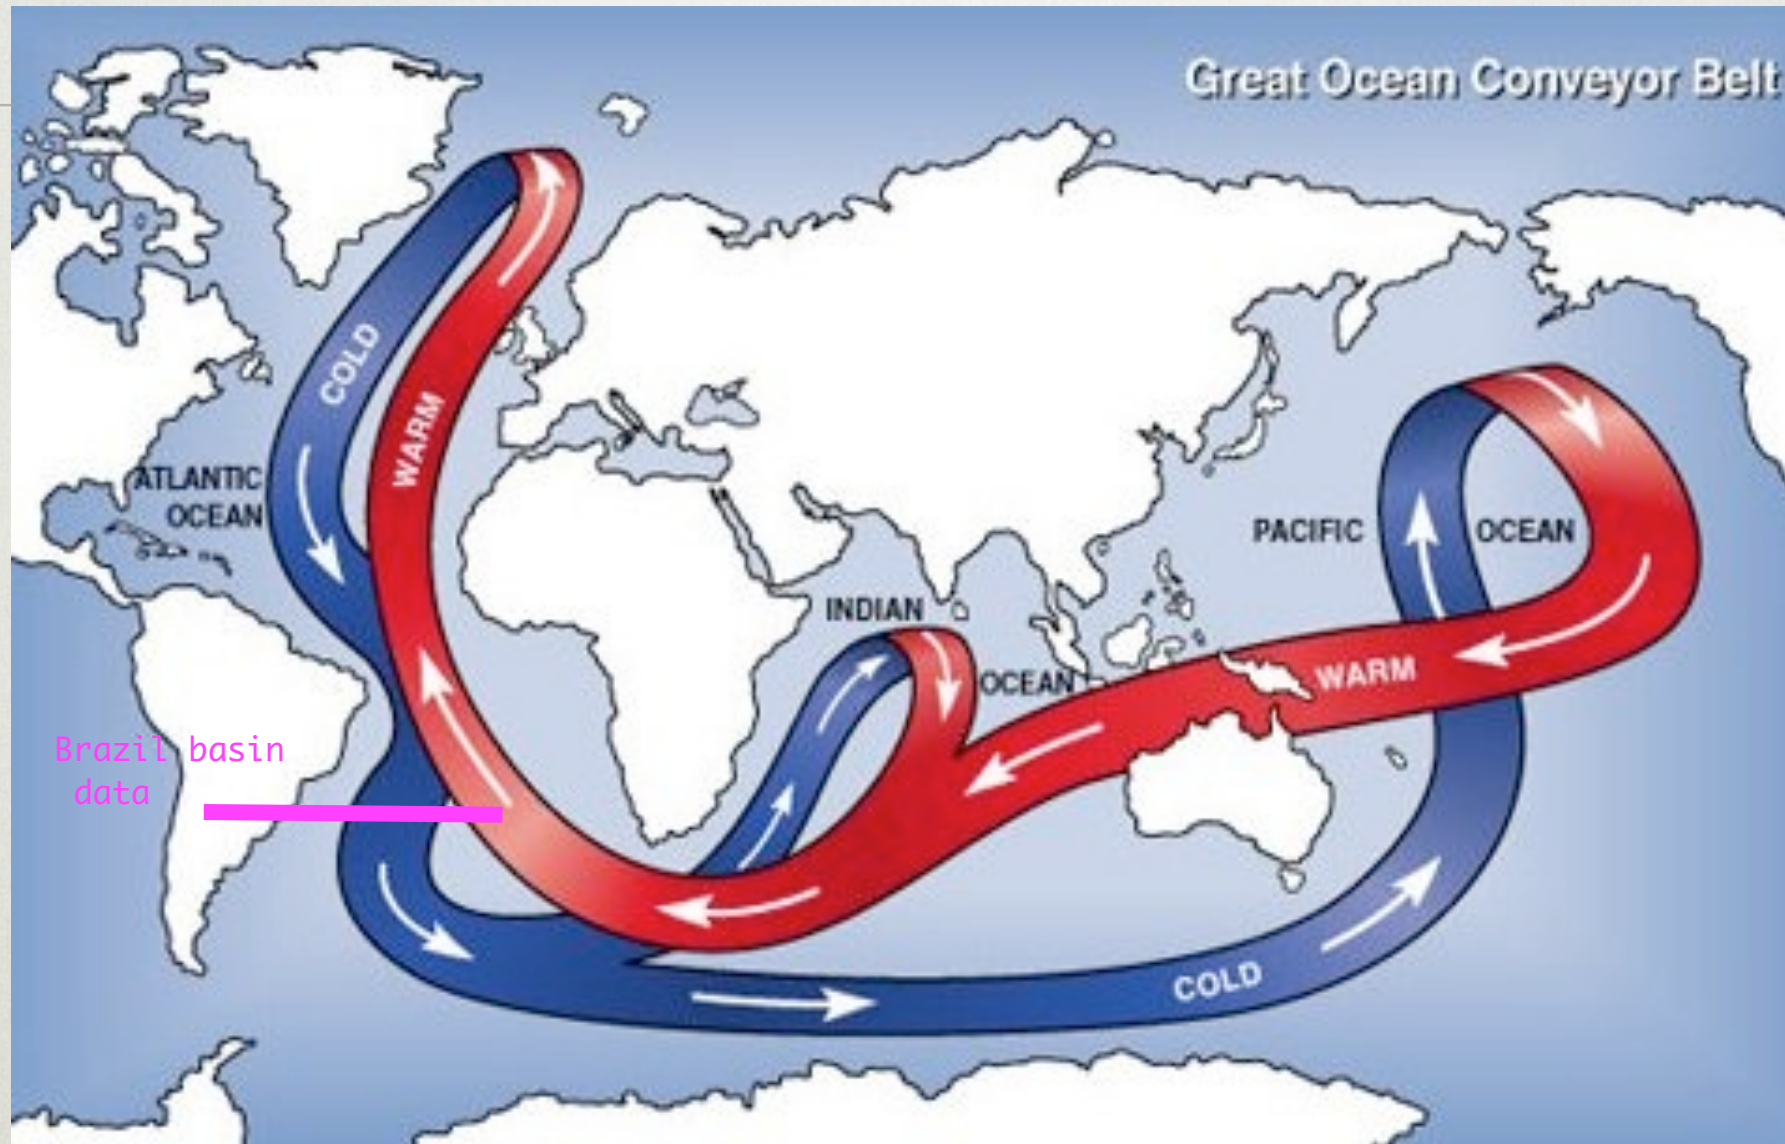 Great Ocean Conveyor Belt
COLD
WARM
ATLANTIC
OCEAN
PACIFIC
OCEAN
INDIAN
OCEAN
WARM
Brazil basin
data
COLD